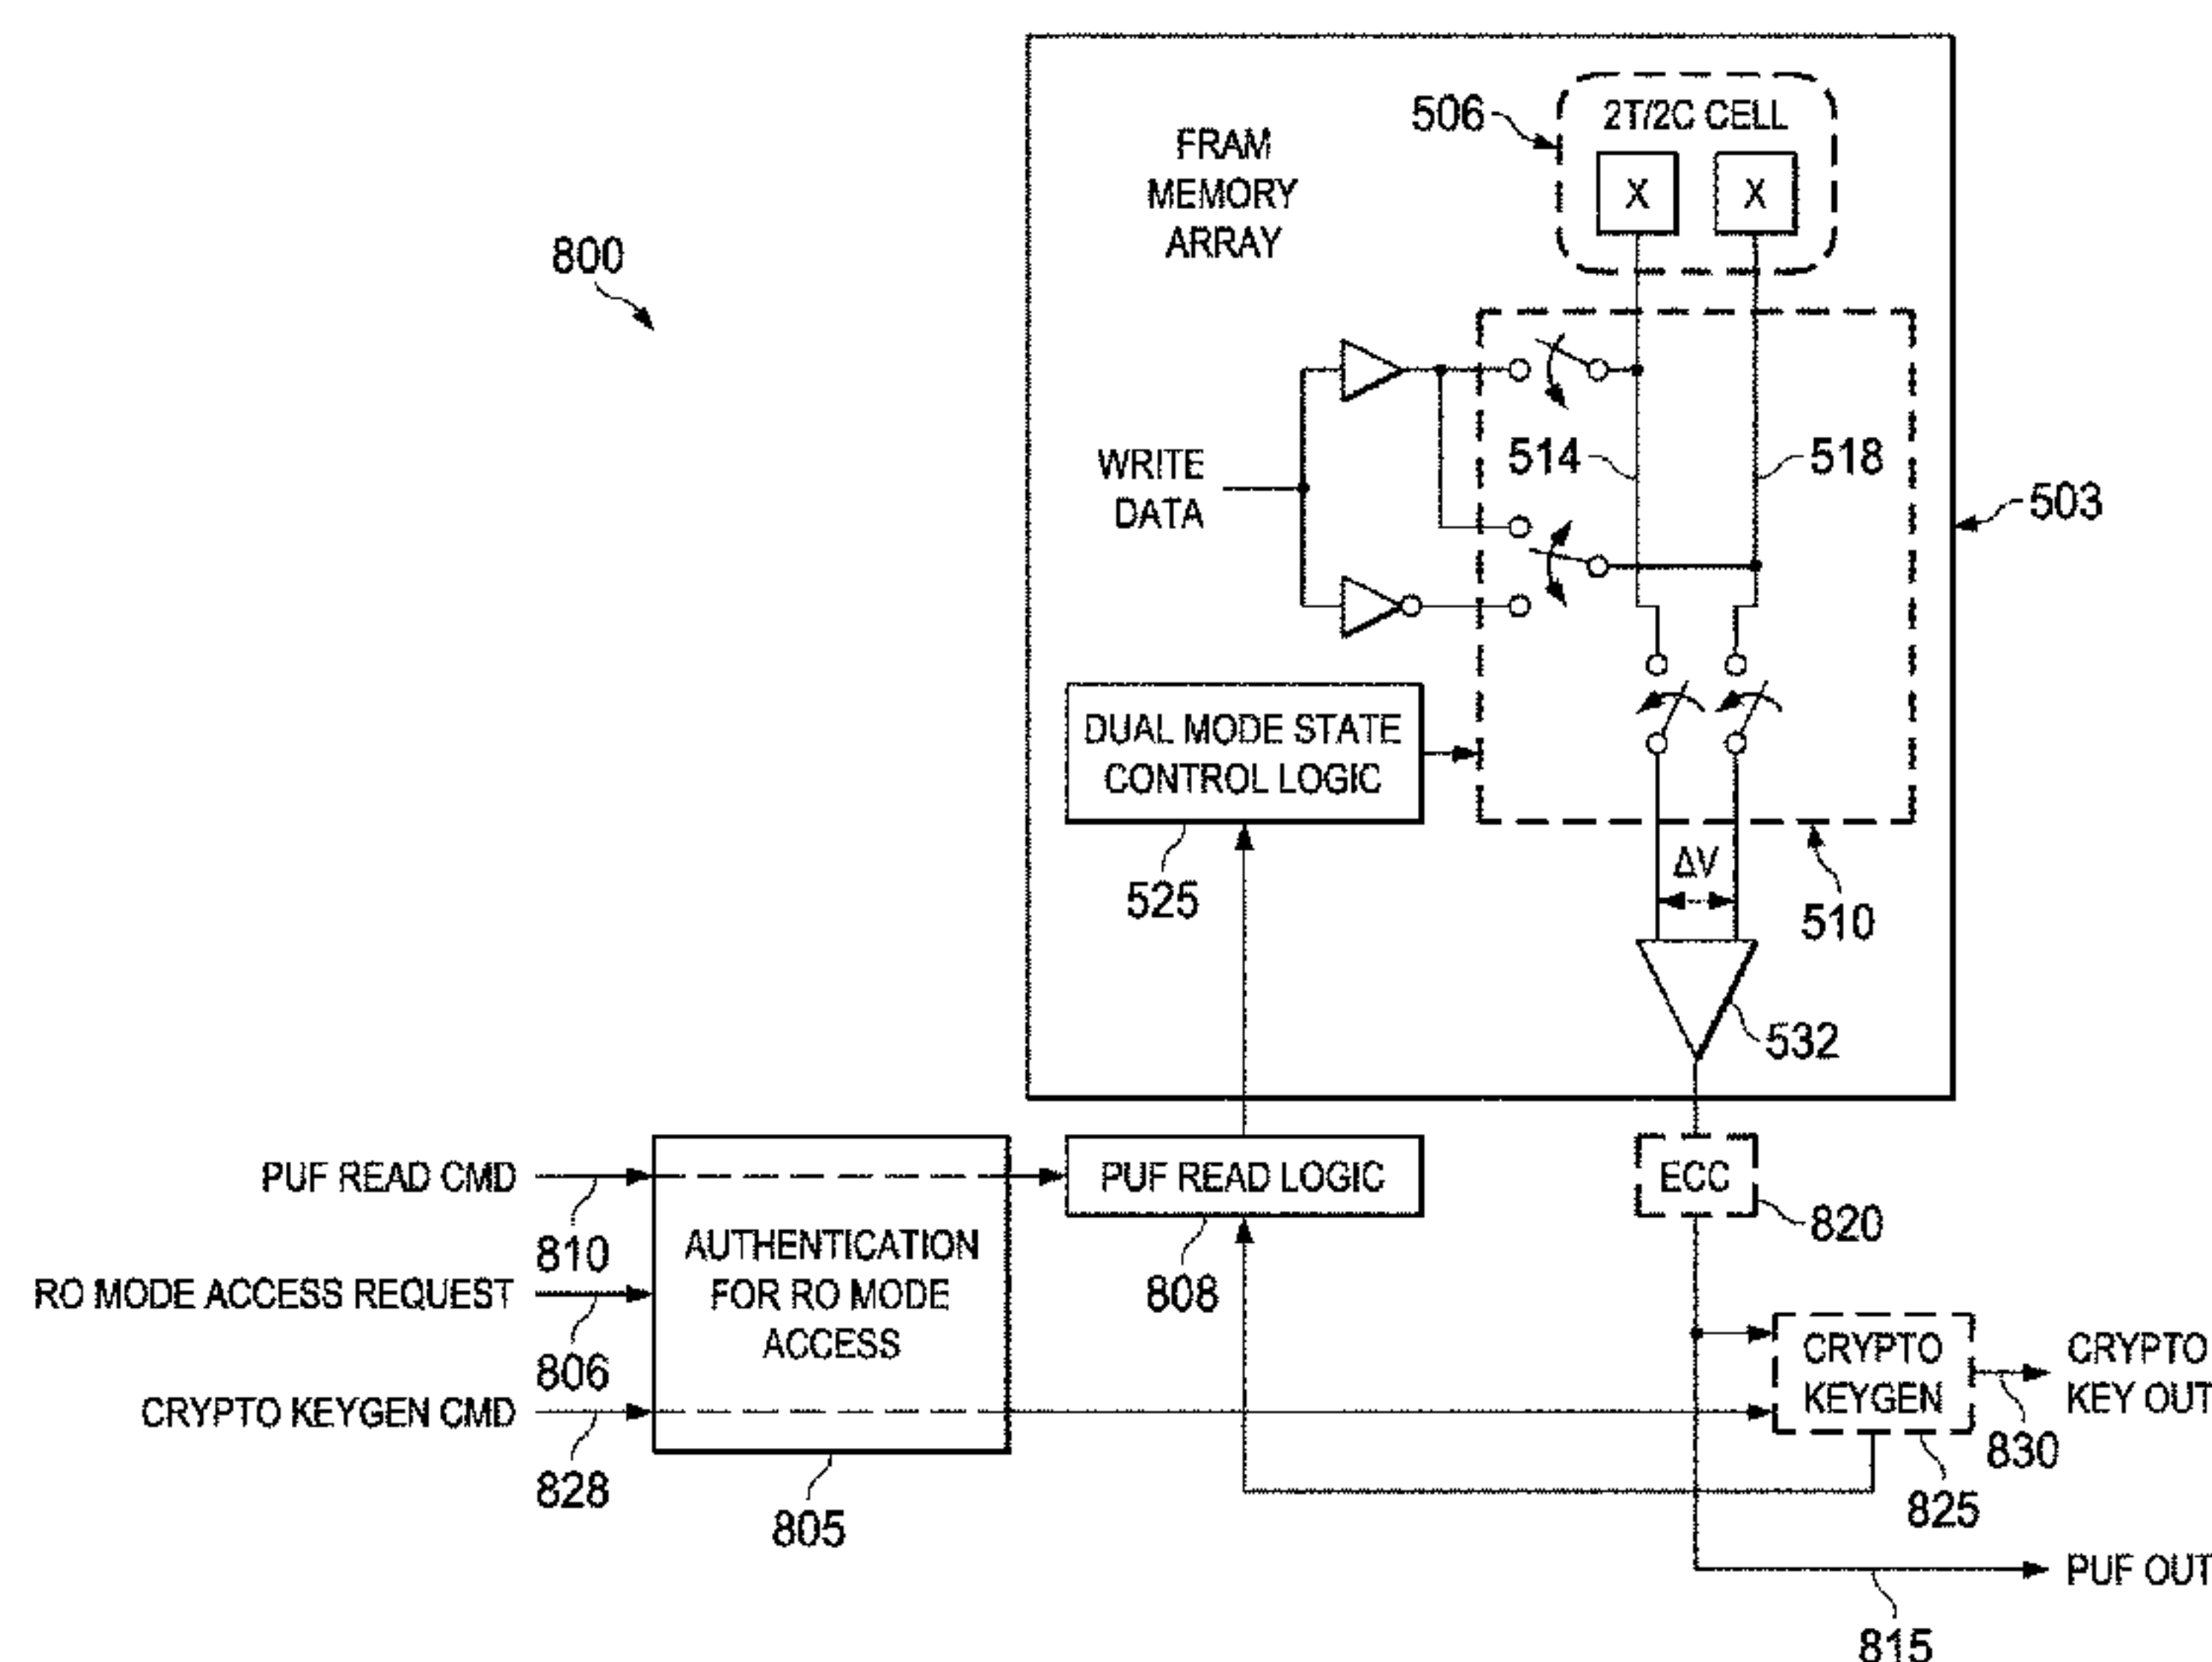 506
2T/2C CELL
FRAM
MEMORY
ARRAY
X X
800
WRITE
DATA
514
518
503
DUAL MODE STATE
CONTROL LOGIC
525
ΔV
510
532
PUF READ CMD
810
RO MODE ACCESS REQUEST
806
CRYPTO KEYGEN CMD
828
AUTHENTICATION
FOR RO MODE
ACCESS
805
PUF READ LOGIC
808
ECC
820
CRYPTO
KEYGEN
825
CRYPTO
KEY OUT
830
PUF OUT
815